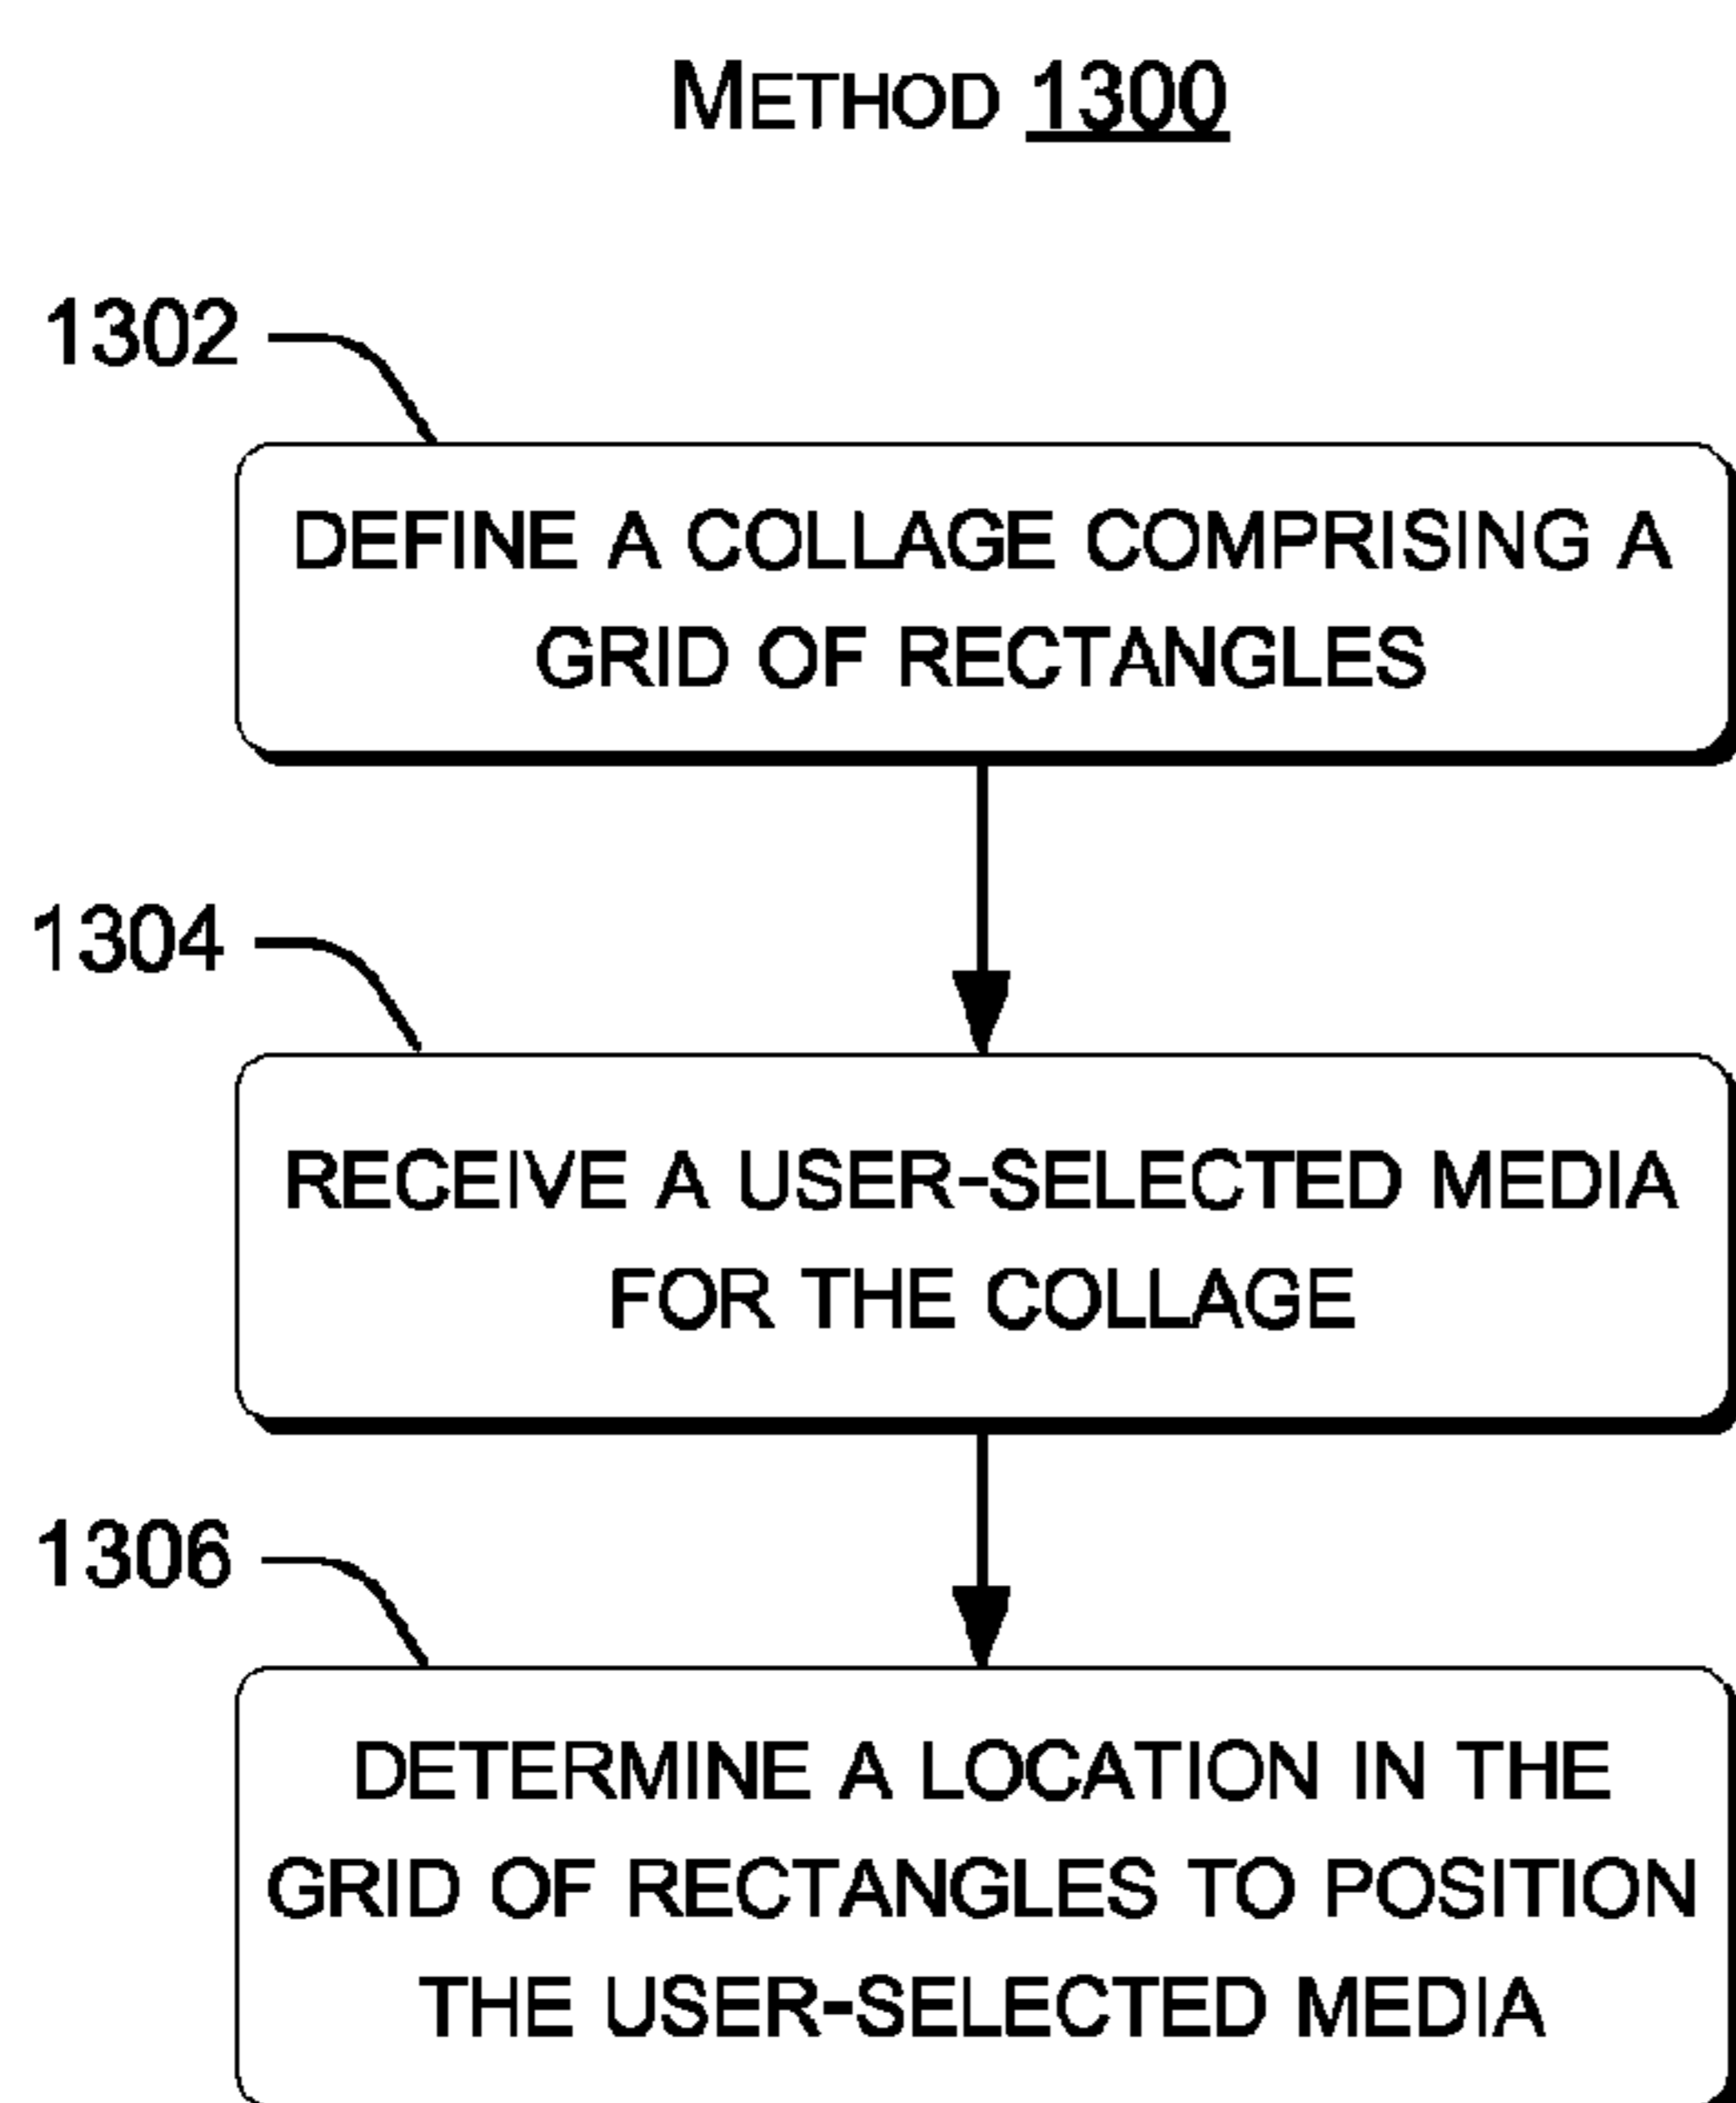 METHOD 1300
1302
DEFINE A COLLAGE COMPRISING A
GRID OF RECTANGLES
1304
RECEIVE A USER-SELECTED MEDIA
FOR THE COLLAGE
1306
DETERMINE A LOCATION IN THE
GRID OF RECTANGLES TO POSITION
THE USER-SELECTED MEDIA